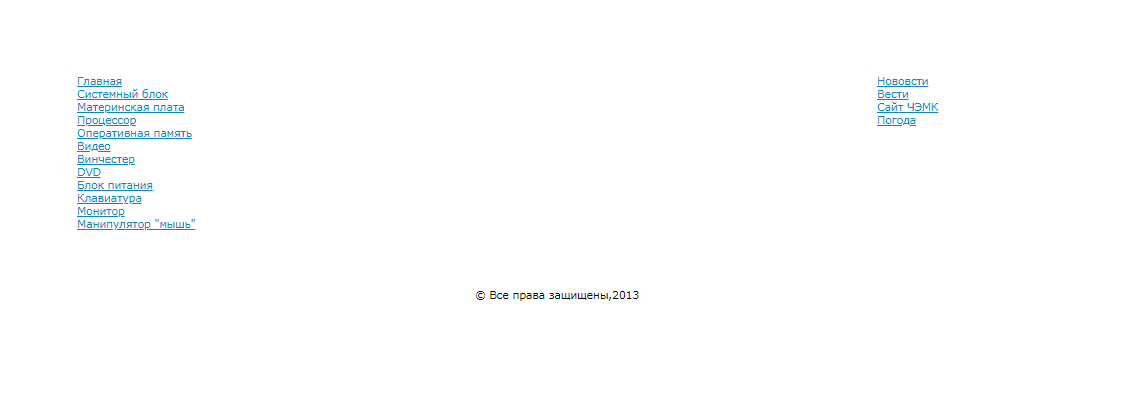 Главная
Системный блок
Материнская плата
Процессор
Оперативная память
Видео
Винчестер
DVD
Блок питания
Клавиатура
Монитор
Манипулятор "мышь"
Нововсти
Вести
Сайт ЧЭМК
Погода
© Все права защищены,2013